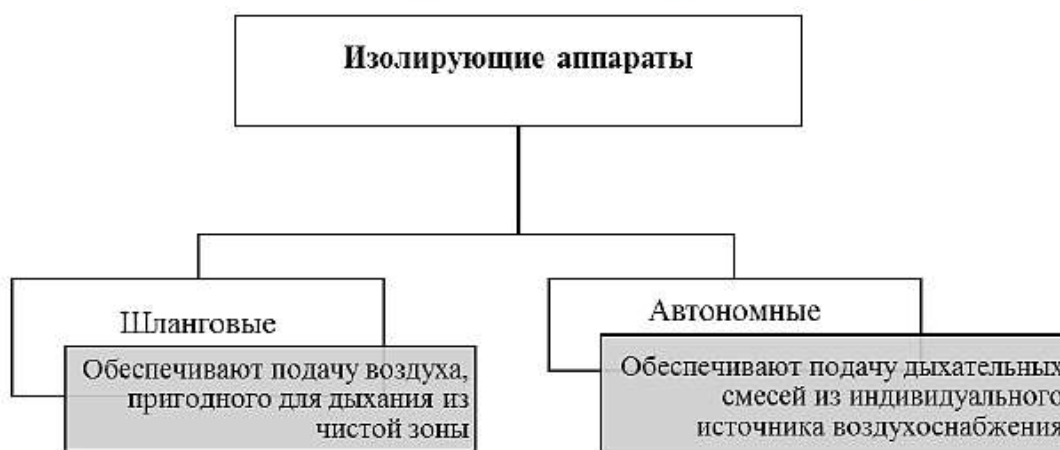 Изолирующие аппараты
Шланговые
Обеспечивают подачу воздуха,
пригодного для дыхания из
чистой зоны
Автономные
Обеспечивают подачу дыхательных
смесей из индивидуального
источника воздухоснабжения